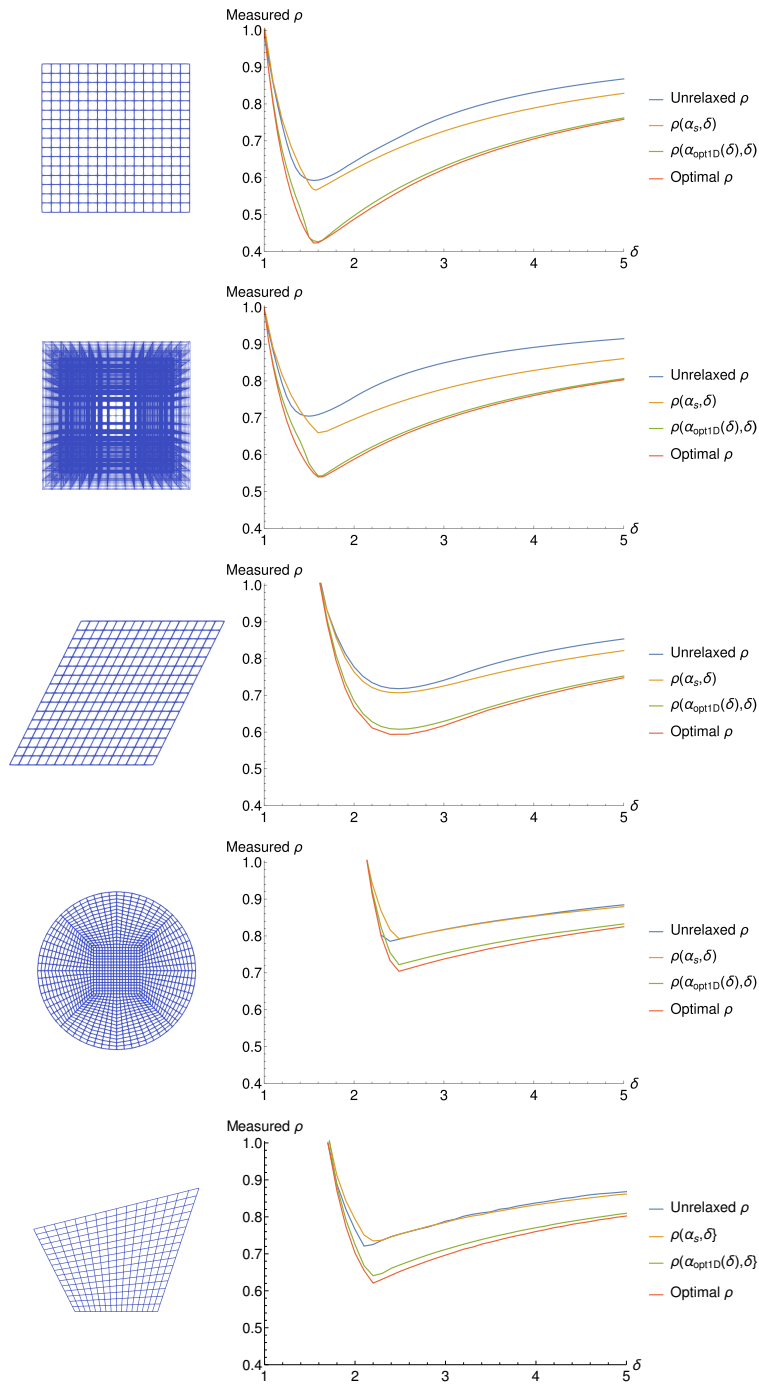 Measured ρ
1.0
0.9
0.8
0.7
0.6
0.5
0.4
1 2 3 4 5 δ
Unrelaxed ρ
ρ(αₛ,δ)
ρ(αopt1D(δ),δ)
Optimal ρ
Measured ρ
1.0
0.9
0.8
0.7
0.6
0.5
0.4
1 2 3 4 5 δ
Unrelaxed ρ
ρ(αₛ,δ)
ρ(αopt1D(δ),δ)
Optimal ρ
Measured ρ
1.0
0.9
0.8
0.7
0.6
0.5
0.4
1 2 3 4 5 δ
Unrelaxed ρ
ρ(αₛ,δ)
ρ(αopt1D(δ),δ)
Optimal ρ
Measured ρ
1.0
0.9
0.8
0.7
0.6
0.5
0.4
1 2 3 4 5 δ
Unrelaxed ρ
ρ(αₛ,δ)
ρ(αopt1D(δ),δ)
Optimal ρ
Measured ρ
1.0
0.9
0.8
0.7
0.6
0.5
0.4
1 2 3 4 5 δ
Unrelaxed ρ
ρ(αₛ,δ}
ρ(αopt1D(δ),δ}
Optimal ρ